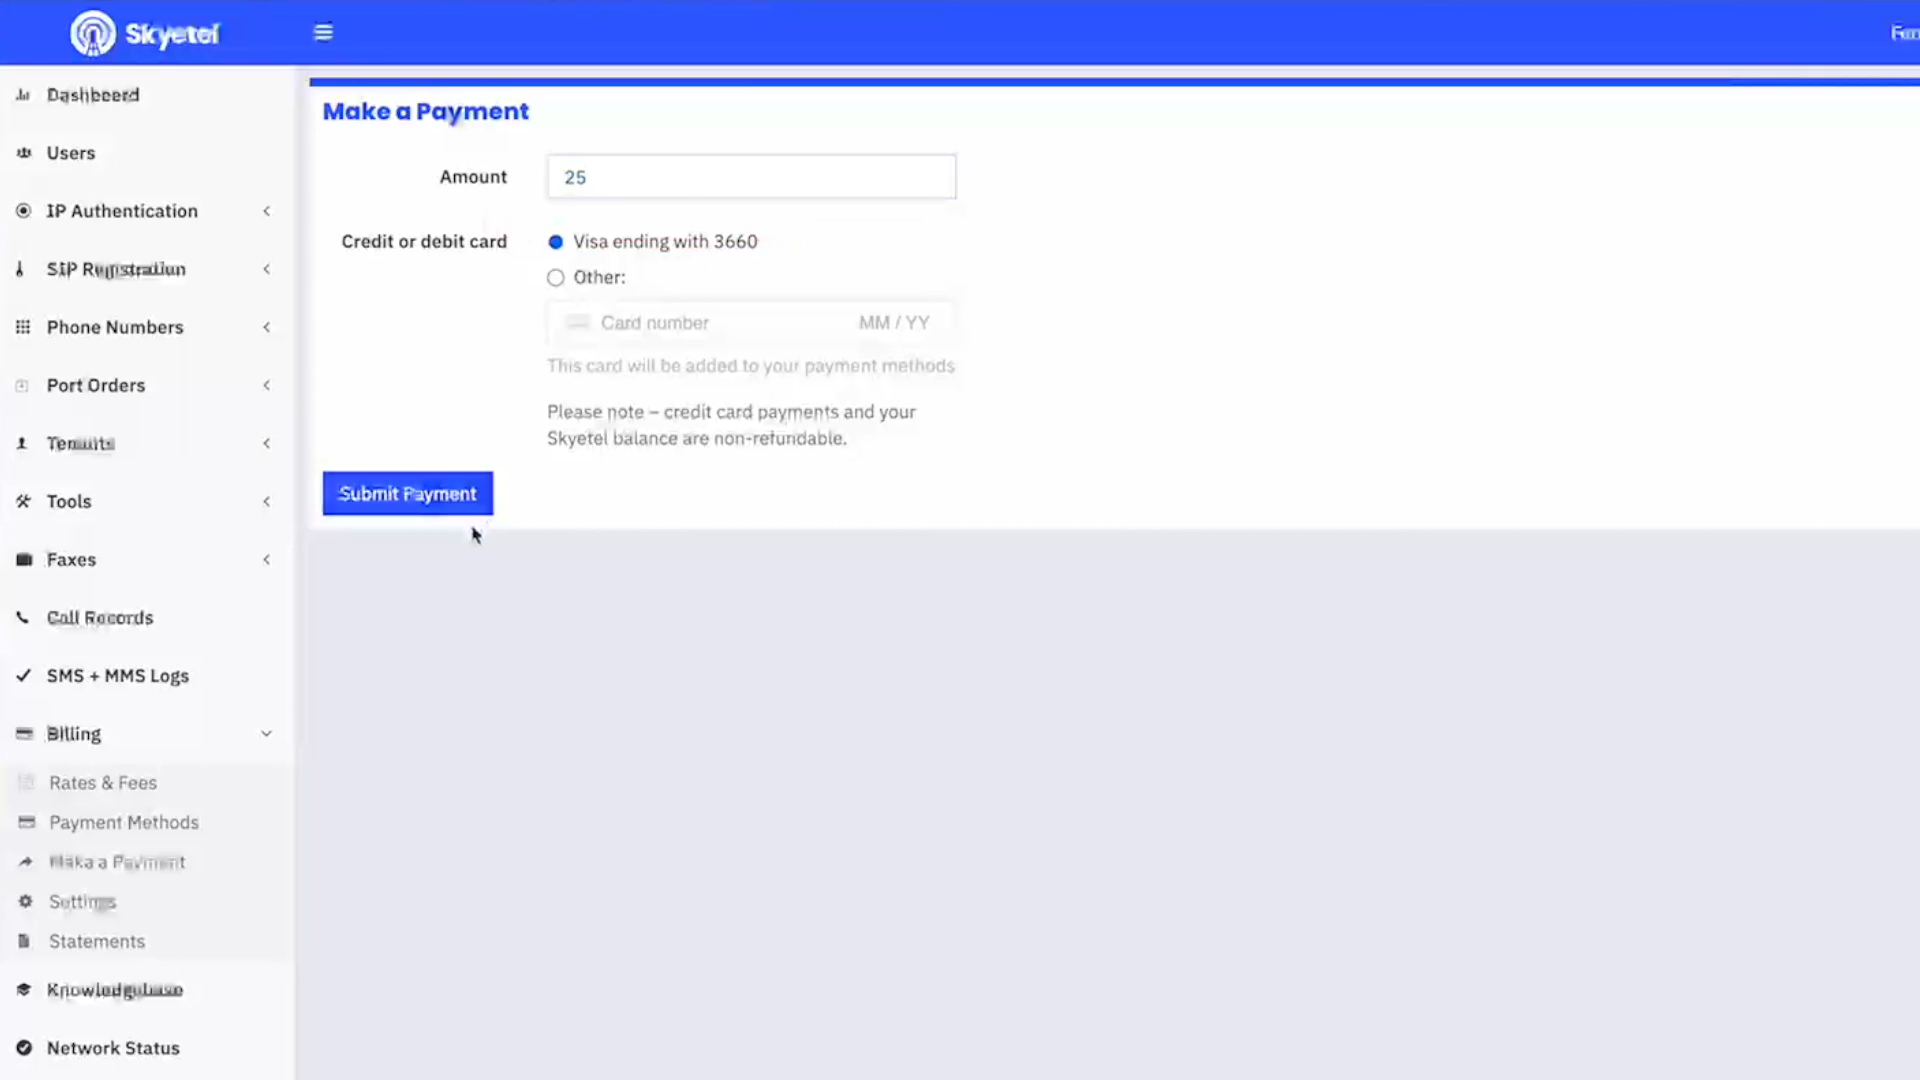 Skyetel
Dashboard
Users
IP Authentication
SIP Registration
Phone Numbers
Port Orders
Tenants
Tools
Faxes
Call Records
SMS + MMS Logs
Billing
Rates & Fees
Payment Methods
Make a Payment
Settings
Statements
Knowledgebase
Network Status
Make a Payment
Amount
25
Credit or debit card
Visa ending with 3660
Other:
Card number MM / YY
This card will be added to your payment methods
Please note – credit card payments and your
Skyetel balance are non-refundable.
Submit Payment